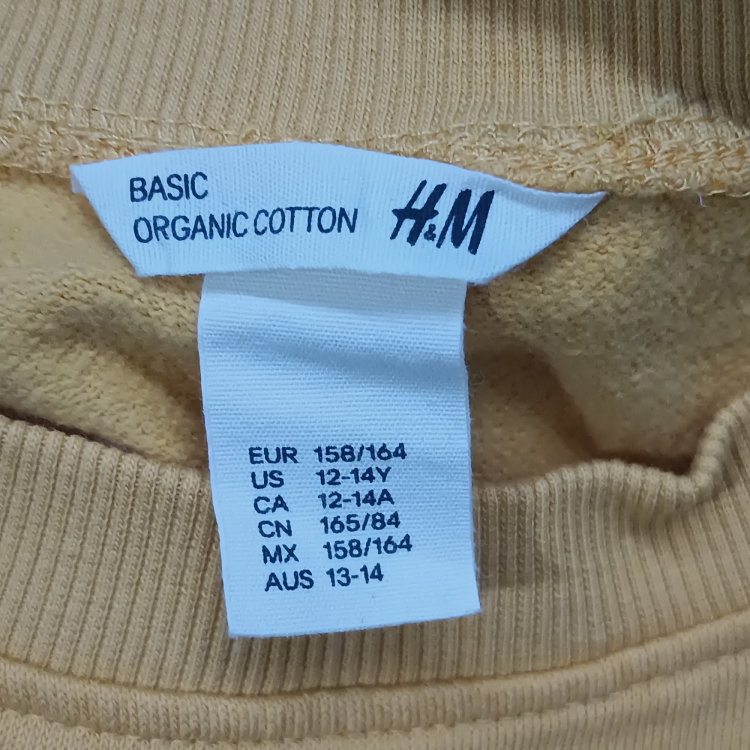 BASIC
ORGANIC COTTON
H&M
EUR 158/164
US 12-14Y
CA 12-14A
CN 165/84
MX 158/164
AUS 13-14